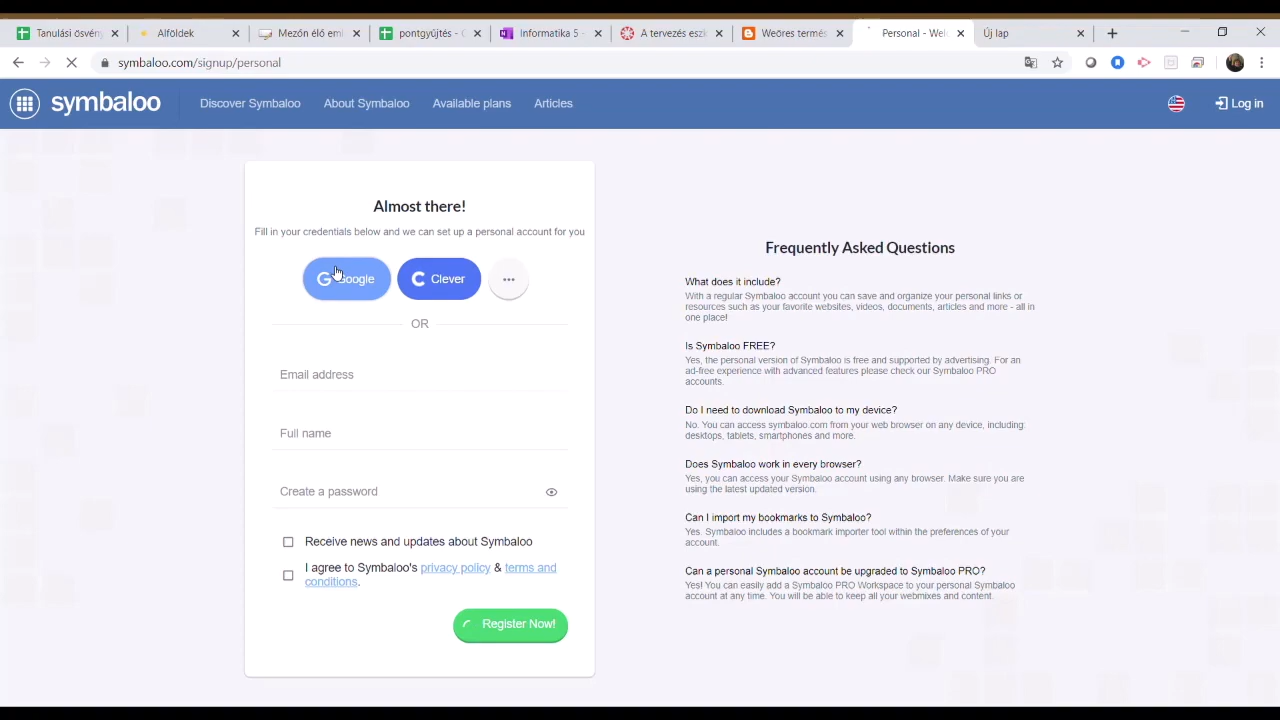 Tanulási ösvény
Alföldek
Mezőn élő eml
pontgyűjtés - G
Informatika 5 -
A tervezés eszk
Weöres termés
Personal - Welc
Új lap
symbaloo.com/signup/personal
symbaloo
Discover Symbaloo
About Symbaloo
Available plans
Articles
Log in
Almost there!
Fill in your credentials below and we can set up a personal account for you
Google
Clever
OR
Email address
Full name
Create a password
Receive news and updates about Symbaloo
I agree to Symbaloo's privacy policy & terms and
conditions.
Register Now!
Frequently Asked Questions
What does it include?
With a regular Symbaloo account you can save and organize your personal links or
resources such as your favorite websites, videos, documents, articles and more - all in
one place!
Is Symbaloo FREE?
Yes, the personal version of Symbaloo is free and supported by advertising. For an
ad-free experience with advanced features please check our Symbaloo PRO
accounts.
Do I need to download Symbaloo to my device?
No. You can access symbaloo.com from your web browser on any device, including:
desktops, tablets, smartphones and more.
Does Symbaloo work in every browser?
Yes, you can access your Symbaloo account using any browser. Make sure you are
using the latest updated version.
Can I import my bookmarks to Symbaloo?
Yes. Symbaloo includes a bookmark importer tool within the preferences of your
account.
Can a personal Symbaloo account be upgraded to Symbaloo PRO?
Yes! You can easily add a Symbaloo PRO Workspace to your personal Symbaloo
account at any time. You will be able to keep all your webmixes and content.